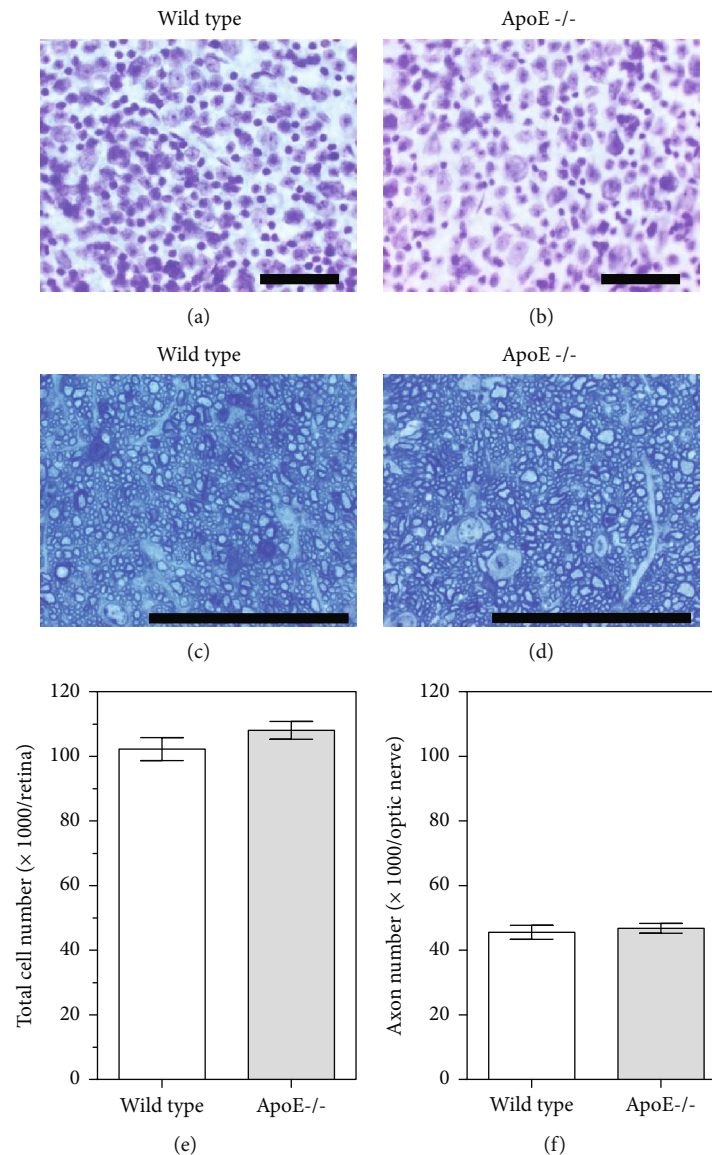 Wild type
ApoE -/-
(a)
(b)
Wild type
ApoE -/-
(c)
(d)
120
100
80
60
40
20
0
Total cell number (× 1000/retina)
Wild type
ApoE-/-
(e)
120
100
80
60
40
20
0
Axon number (× 1000/optic nerve)
Wild type
ApoE-/-
(f)